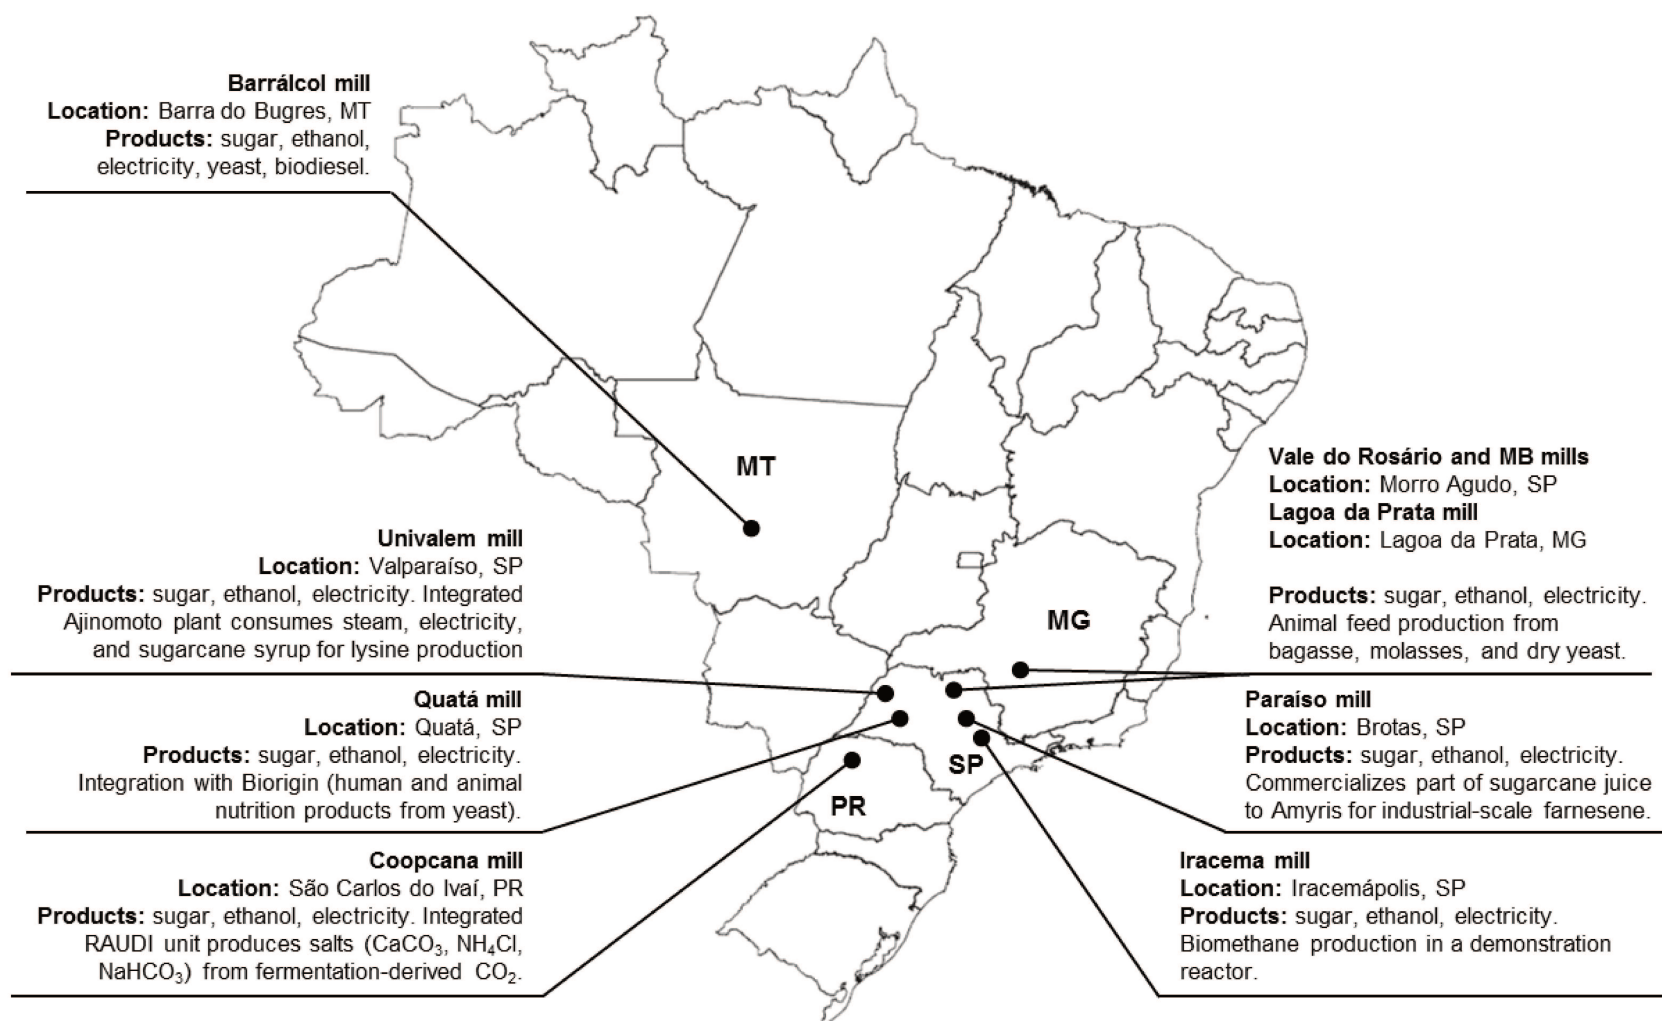 Barrálcol mill
Location: Barra do Bugres, MT
Products: sugar, ethanol,
electricity, yeast, biodiesel.
MT
Univalem mill
Location: Valparaíso, SP
Products: sugar, ethanol, electricity. Integrated
Ajinomoto plant consumes steam, electricity,
and sugarcane syrup for lysine production
Quatá mill
Location: Quatá, SP
Products: sugar, ethanol, electricity.
Integration with Biorigin (human and animal
nutrition products from yeast).
Coopcana mill
Location: São Carlos do Ivaí, PR
Products: sugar, ethanol, electricity. Integrated
RAUDI unit produces salts (CaCO₃, NH₄Cl,
NaHCO₃) from fermentation-derived CO₂.
MG
SP
PR
Vale do Rosário and MB mills
Location: Morro Agudo, SP
Lagoa da Prata mill
Location: Lagoa da Prata, MG
Products: sugar, ethanol, electricity.
Animal feed production from
bagasse, molasses, and dry yeast.
Paraíso mill
Location: Brotas, SP
Products: sugar, ethanol, electricity.
Commercializes part of sugarcane juice
to Amyris for industrial-scale farnesene.
Iracema mill
Location: Iracemápolis, SP
Products: sugar, ethanol, electricity.
Biomethane production in a demonstration
reactor.